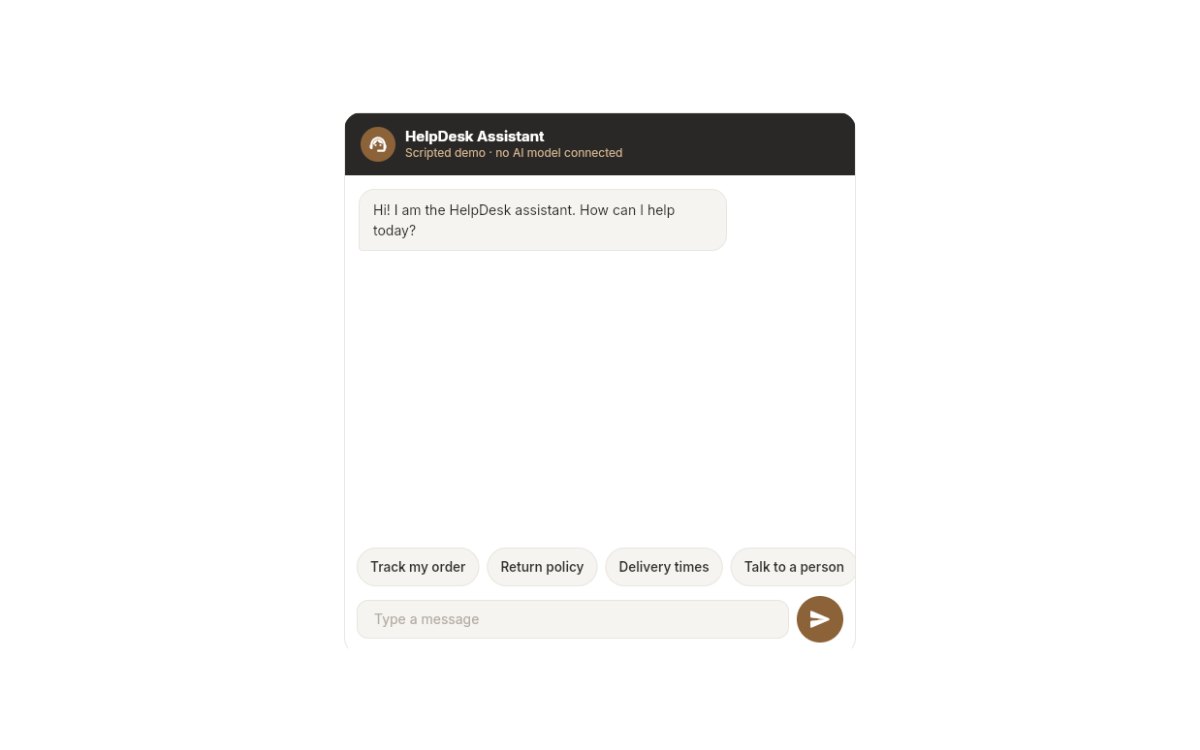 HelpDesk Assistant
Scripted demo · no AI model connected
Hi! I am the HelpDesk assistant. How can I help
today?
Track my order
Return policy
Delivery times
Talk to a person
Type a message